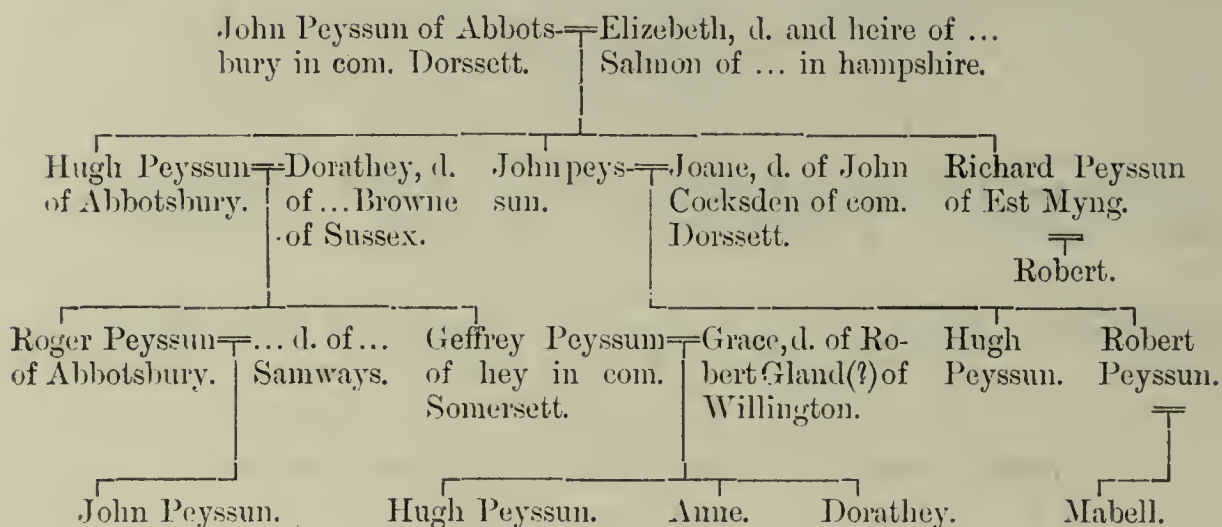 John Peyssun of Abbots-
bury in com. Dorssett.
Elizebeth, d. and heire of ...
Salmon of ... in hampshire.
Hugh Peyssun
of Abbotsbury.
Dorathey, d.
of ... Browne
of Sussex.
John peys-
sun.
Joane, d. of John
Cocksden of com.
Dorssett.
Richard Peyssun
of Est Myng.
Robert.
Roger Peyssun
of Abbotsbury.
... d. of ...
Samways.
Geffrey Peyssum
of hey in com.
Somersett.
Grace, d. of Ro-
bert Gland(?) of
Willington.
Hugh
Peyssun.
Robert
Peyssun.
John Peyssun.
Hugh Peyssun.
Anne.
Dorathey.
Mabell.